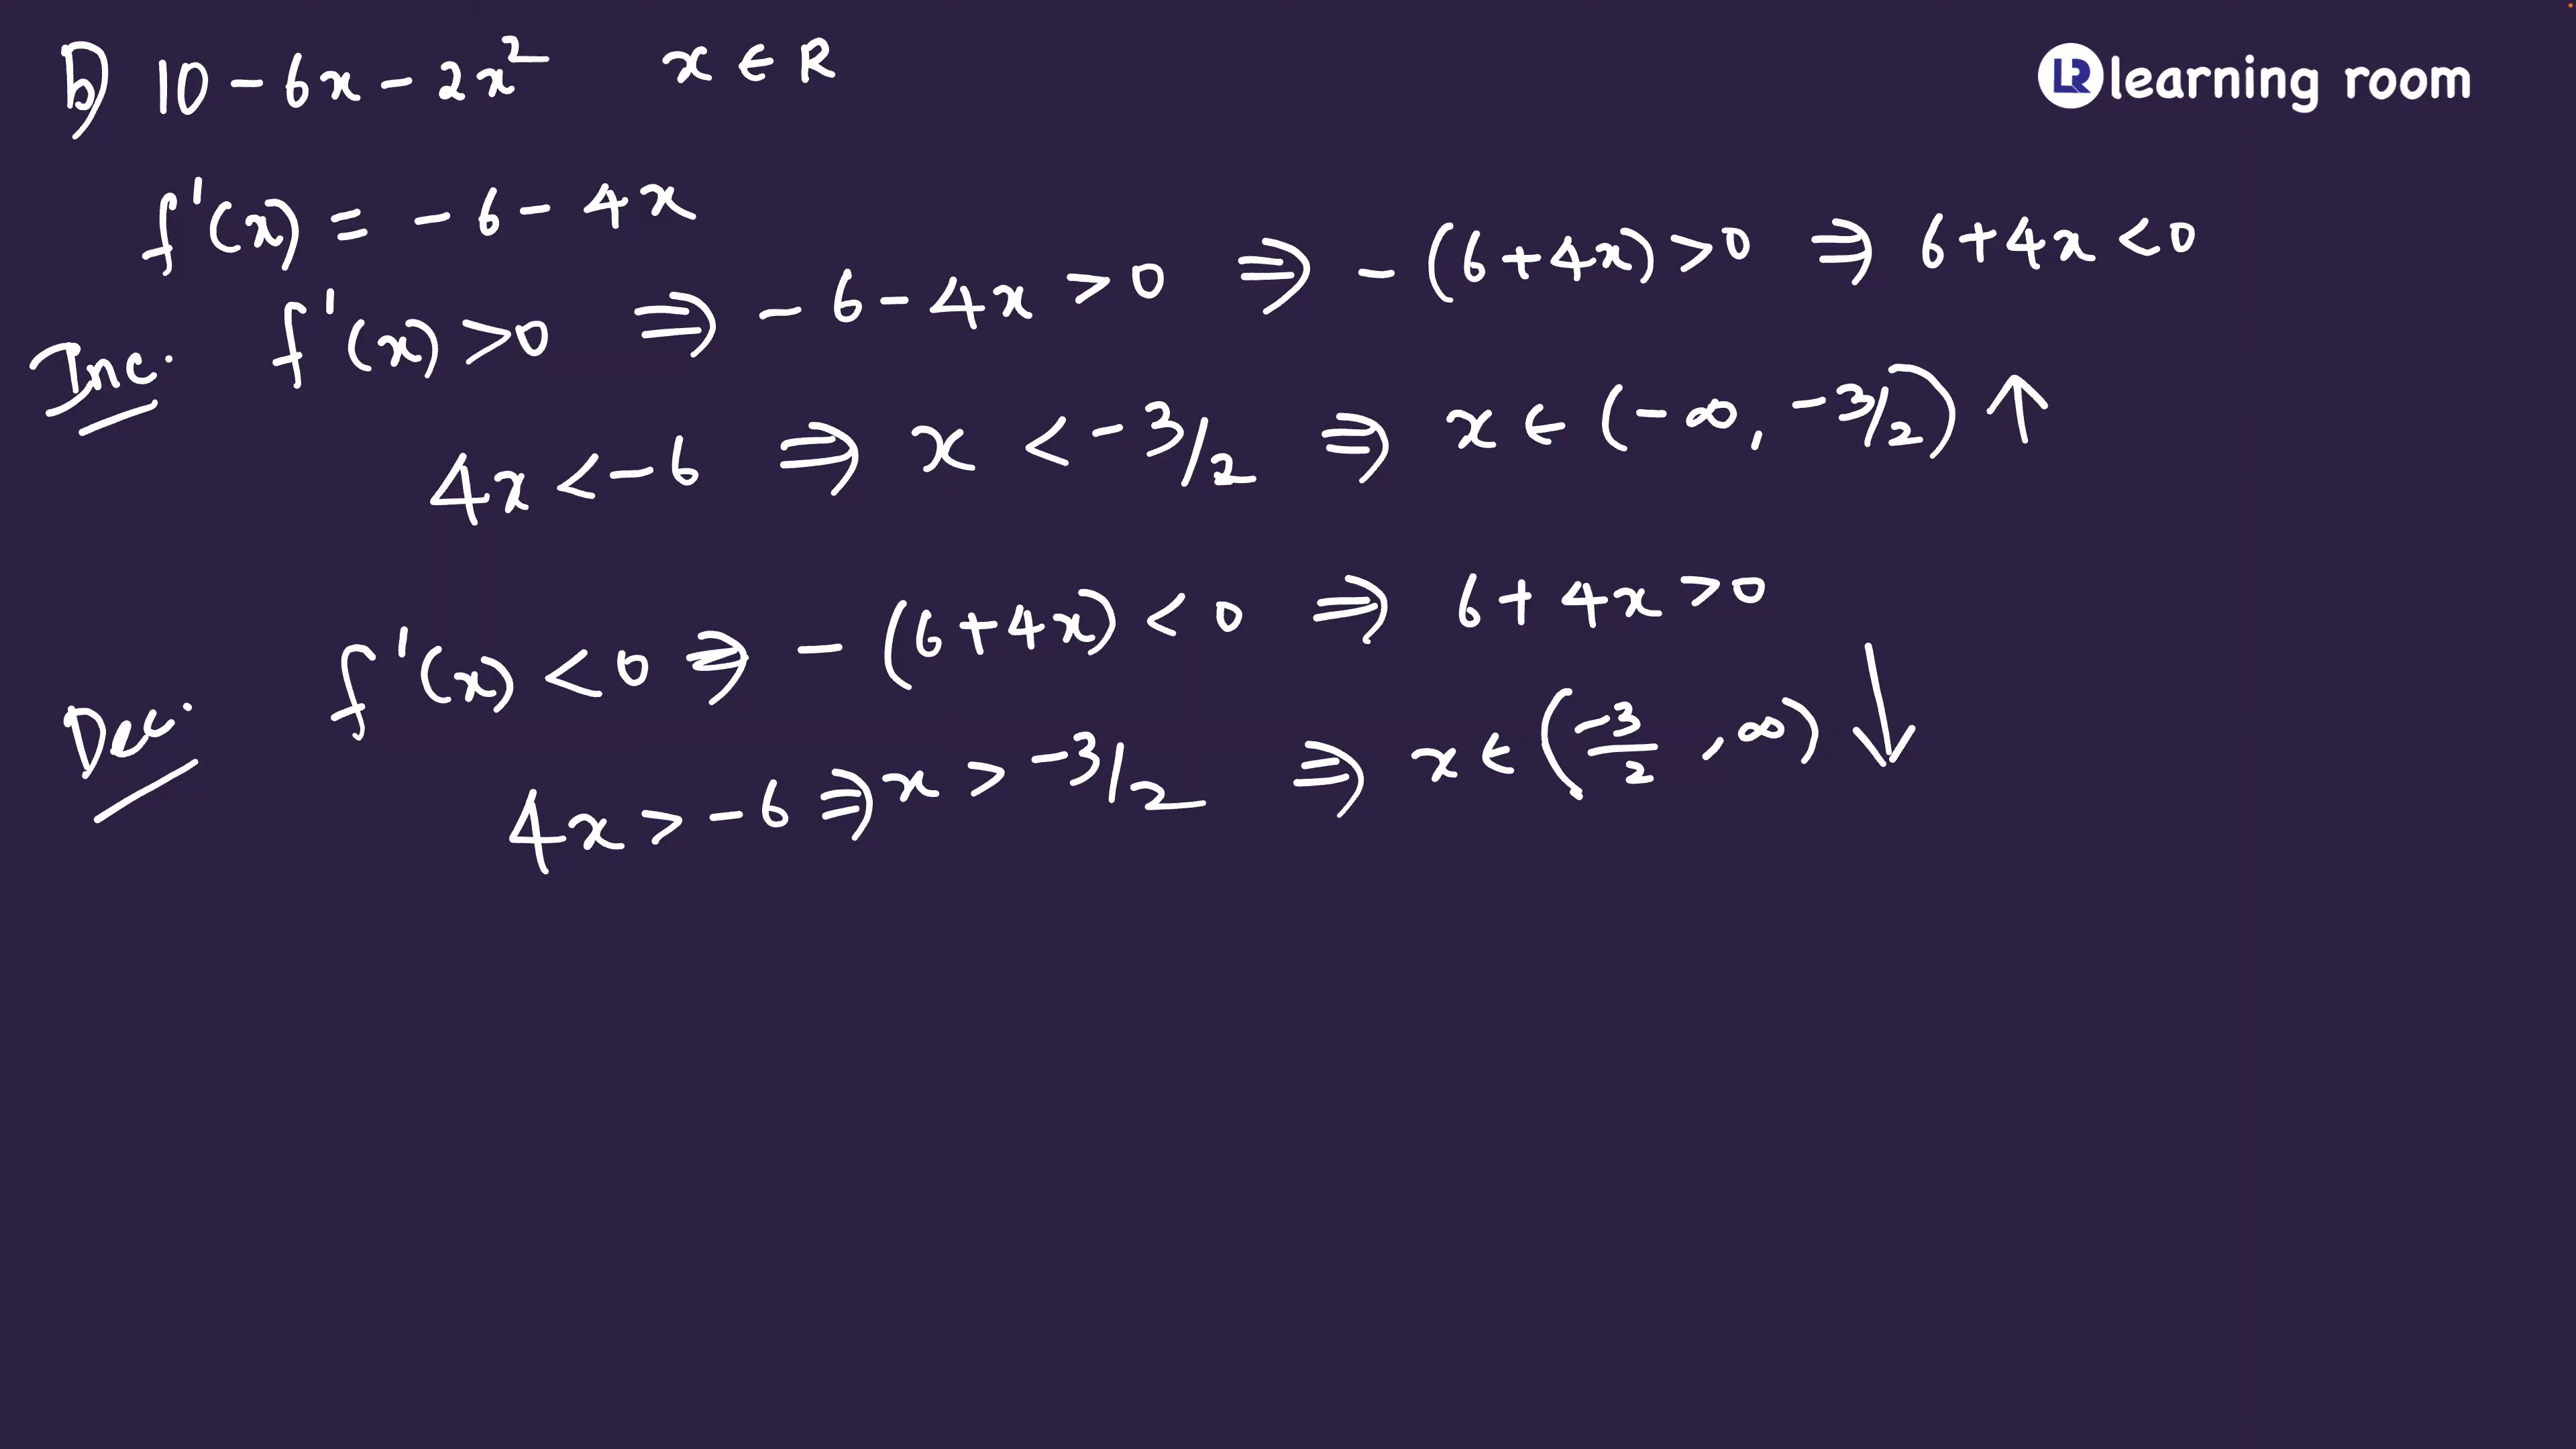 b) 10 - 6x - 2x² x ∈ R
LR learning room
f'(x) = - 6 - 4x
Inc. f'(x) > 0 ⇒ - 6 - 4x > 0 ⇒ - (6+4x) > 0 ⇒ 6+4x < 0
4x < - 6 ⇒ x < - 3/2 ⇒ x ∈ (- ∞, - 3/2) ↑
Dec. f'(x) < 0 ⇒ - (6+4x) < 0 ⇒ 6 + 4x > 0
4x > - 6 ⇒ x > - 3/2 ⇒ x ∈ (-3/2, ∞) ↓